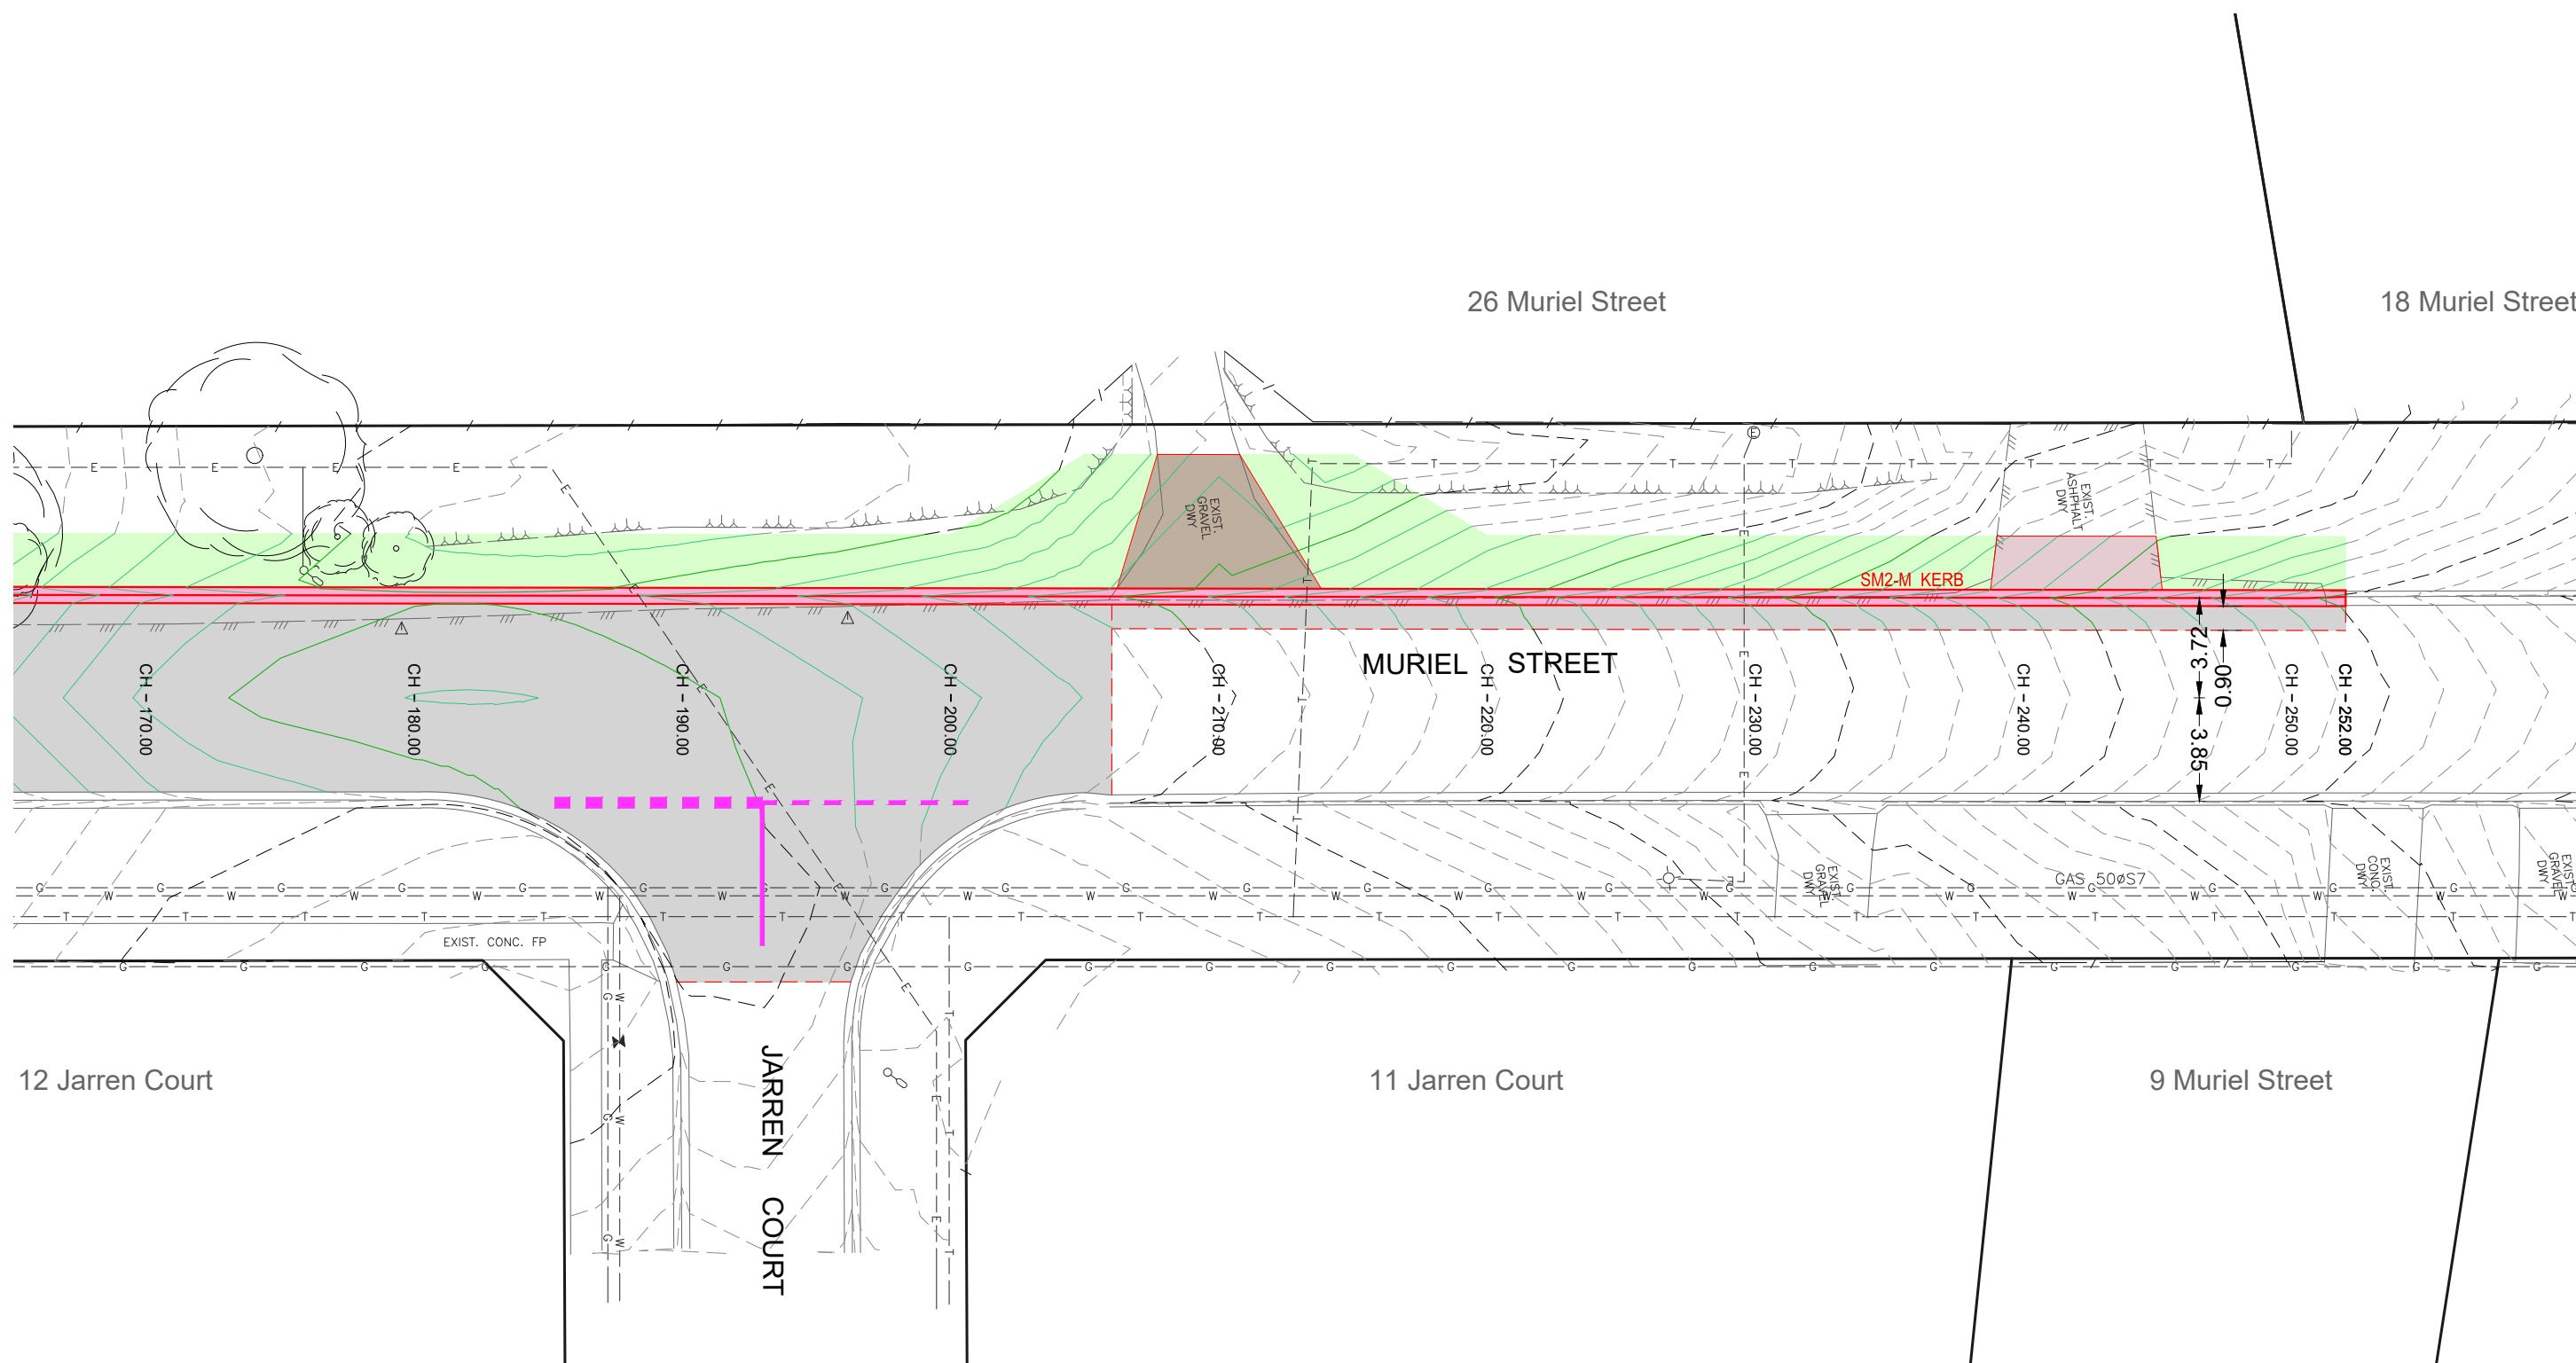 26 Muriel Street
18 Muriel Street
E E E E
E
T T T T T T T T
EXIST.
GRAVEL
DWY
EXIST.
ASHPHALT
DWY
SM2-M KERB
MURIEL STREET
CH - 170.00
CH - 180.00
CH - 190.00
CH - 200.00
CH - 210.00
CH - 220.00
CH - 230.00
CH - 240.00
CH - 250.00
CH - 252.00
3.72
0.90
3.85
EXIST.
GRAVEL
DWY
GAS 50ØS7
EXIST.
CONC.
DWY
EXIST.
GRAVEL
DWY
EXIST. CONC. FP
JARREN COURT
12 Jarren Court
11 Jarren Court
9 Muriel Street